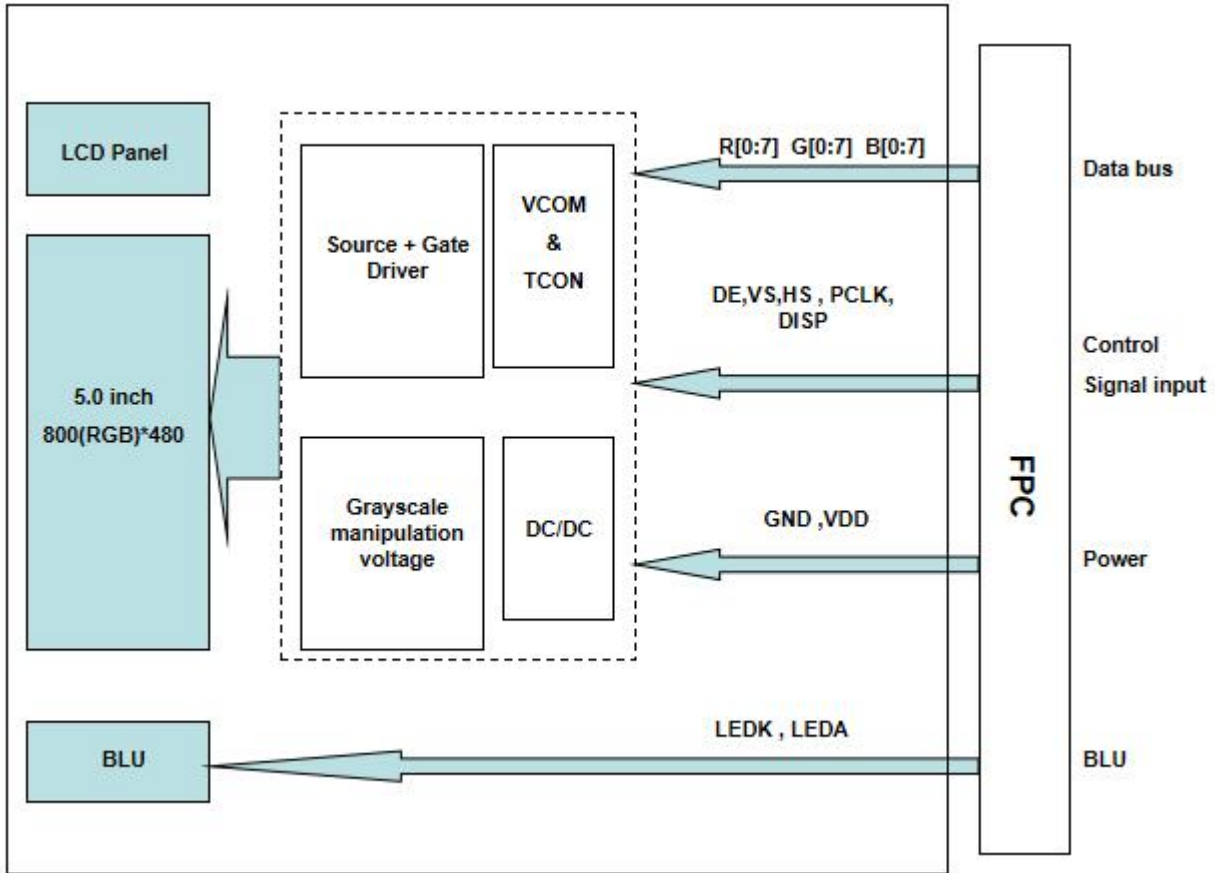 LCD Panel
5.0 inch
800(RGB)*480
BLU
Source + Gate
Driver
VCOM
&
TCON
Grayscale
manipulation
voltage
DC/DC
R[0:7] G[0:7] B[0:7]
DE,VS,HS , PCLK,
DISP
GND ,VDD
LEDK , LEDA
FPC
Data bus
Control
Signal input
Power
BLU